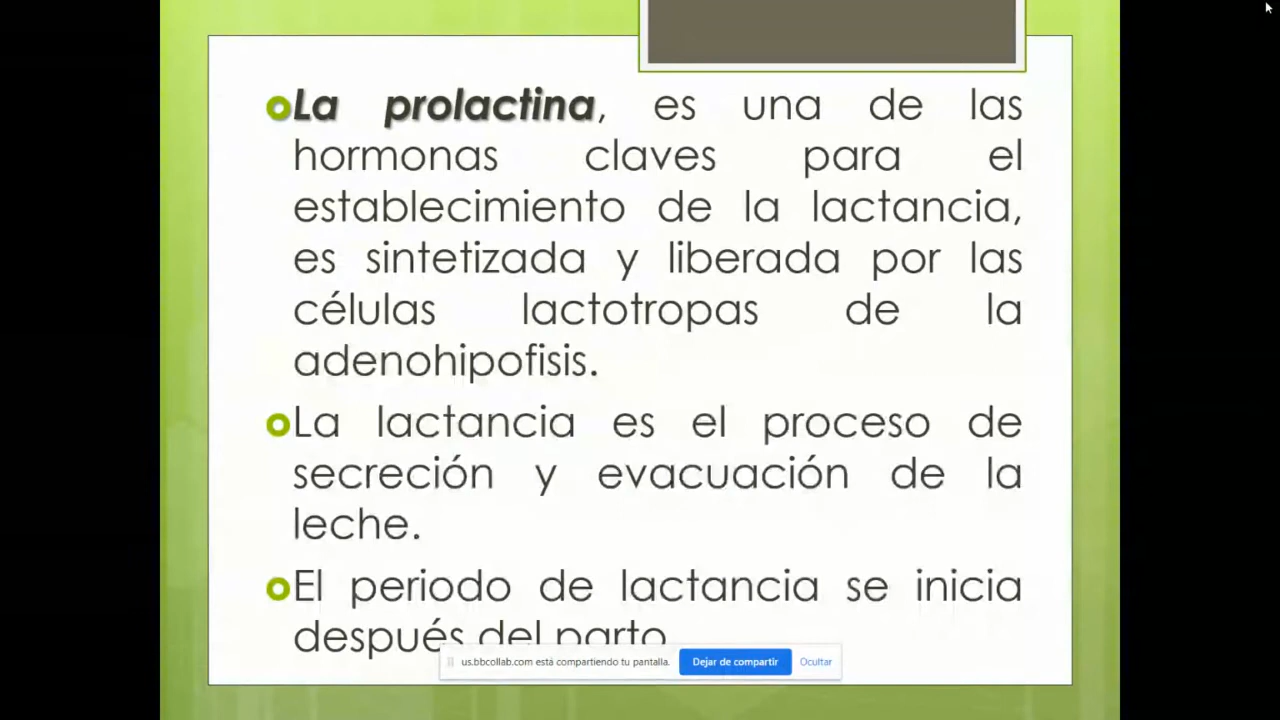 La prolactina, es una de las
hormonas claves para el
establecimiento de la lactancia,
es sintetizada y liberada por las
células lactotropas de la
adenohipofisis.
La lactancia es el proceso de
secreción y evacuación de la
leche.
El periodo de lactancia se inicia
después del parto
us.bbcollab.com está compartiendo tu pantalla. Dejar de compartir Ocultar